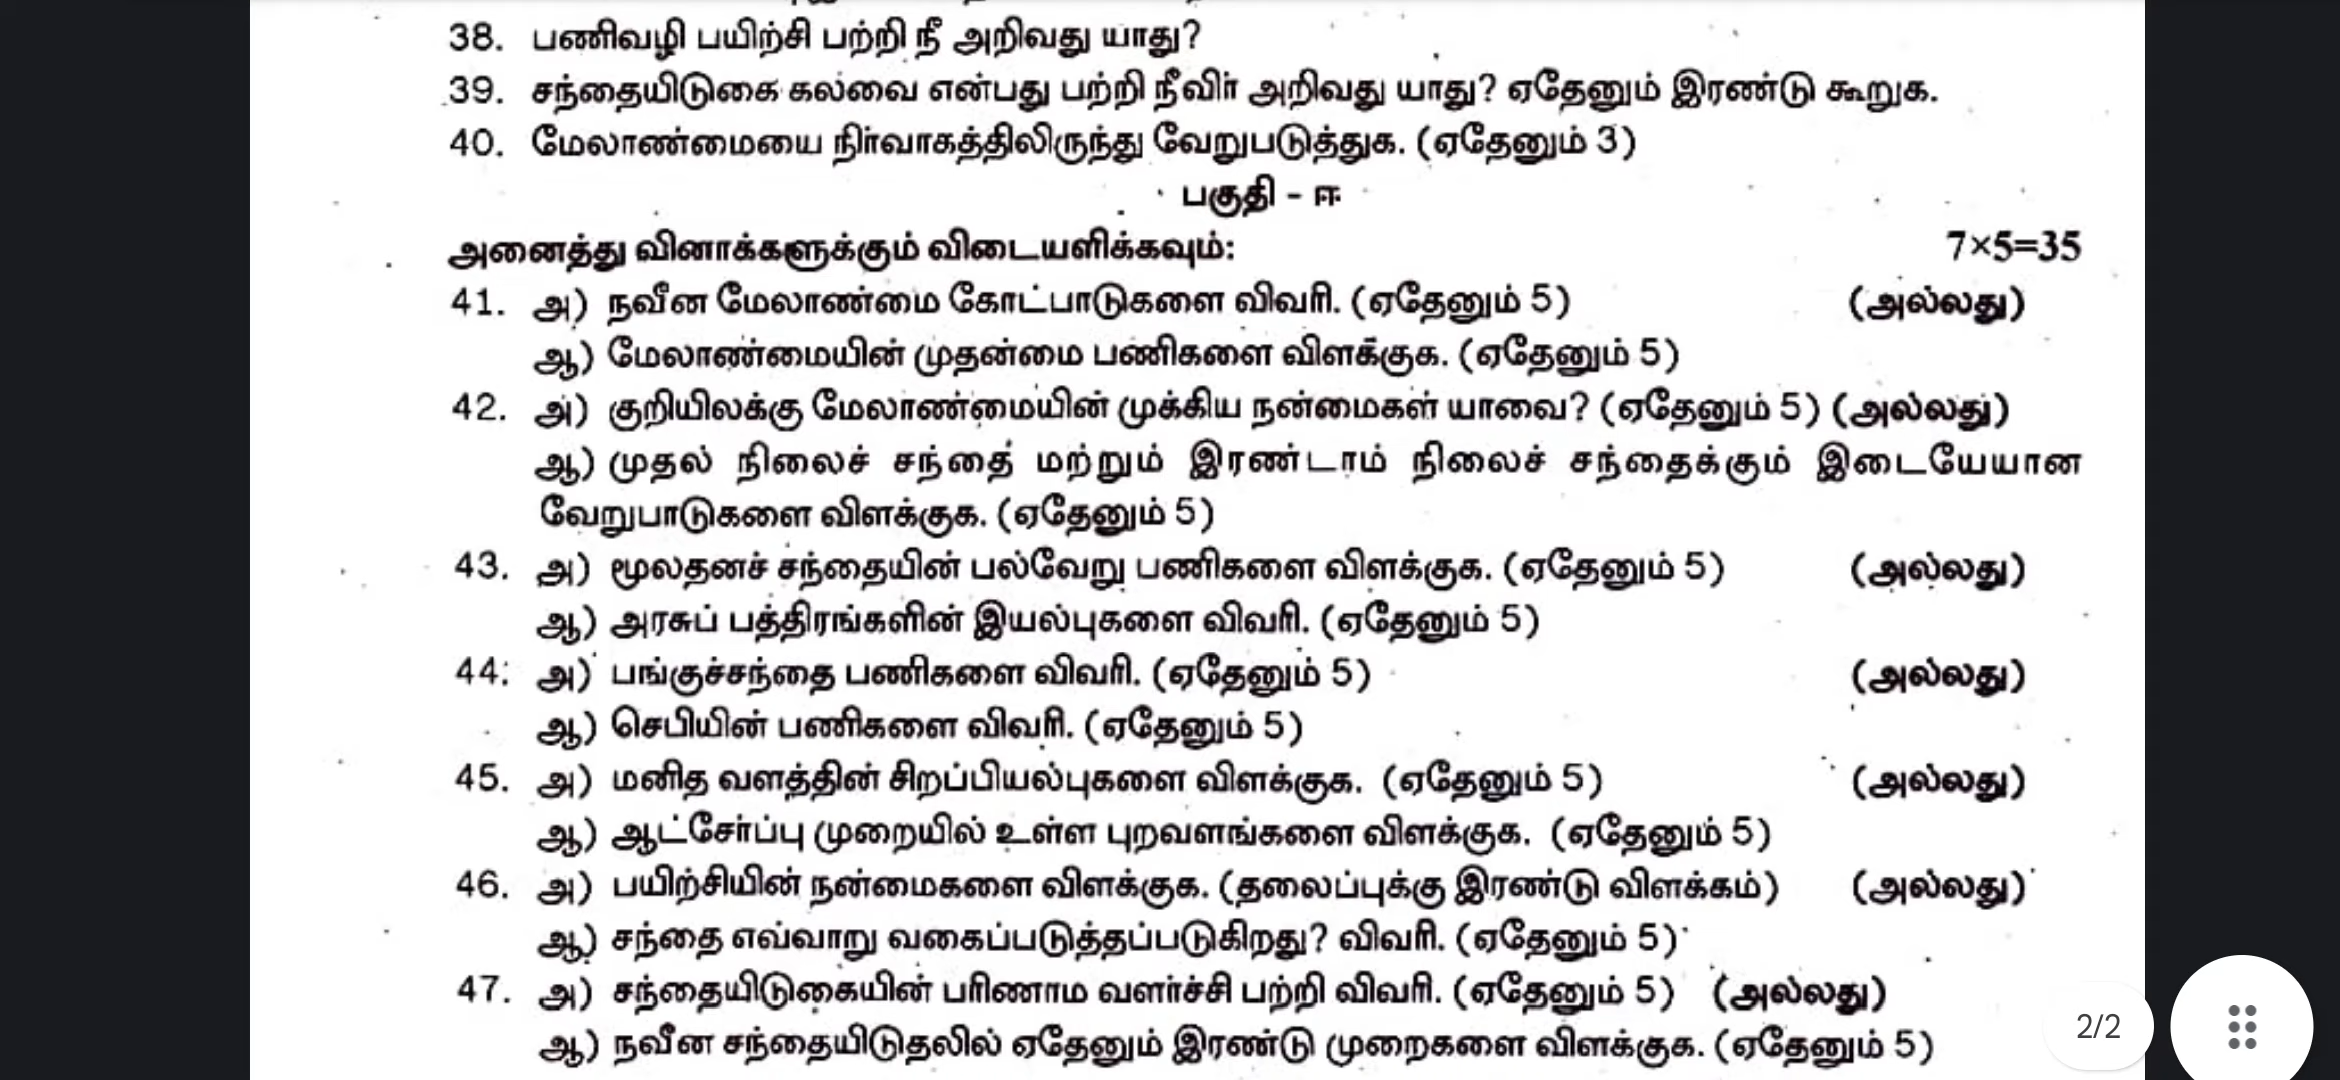 38. பணிவழி பயிற்சி பற்றி நீ அறிவது யாது?
39. சந்தையிடுகை கலவை என்பது பற்றி நீவிர் அறிவது யாது? ஏதேனும் இரண்டு கூறுக.
40. மேலாண்மையை நிர்வாகத்திலிருந்து வேறுபடுத்துக. (ஏதேனும் 3)
பகுதி - ஈ
அனைத்து வினாக்களுக்கும் விடையளிக்கவும்: 7×5=35
41. அ) நவீன மேலாண்மை கோட்பாடுகளை விவரி. (ஏதேனும் 5) (அல்லது)
ஆ) மேலாண்மையின் முதன்மை பணிகளை விளக்குக. (ஏதேனும் 5)
42. அ) குறியிலக்கு மேலாண்மையின் முக்கிய நன்மைகள் யாவை? (ஏதேனும் 5) (அல்லது)
ஆ) முதல் நிலைச் சந்தை மற்றும் இரண்டாம் நிலைச் சந்தைக்கும் இடையேயான
வேறுபாடுகளை விளக்குக. (ஏதேனும் 5)
43. அ) மூலதனச் சந்தையின் பல்வேறு பணிகளை விளக்குக. (ஏதேனும் 5) (அல்லது)
ஆ) அரசுப் பத்திரங்களின் இயல்புகளை விவரி. (ஏதேனும் 5)
44. அ) பங்குச்சந்தை பணிகளை விவரி. (ஏதேனும் 5) (அல்லது)
ஆ) செபியின் பணிகளை விவரி. (ஏதேனும் 5)
45. அ) மனித வளத்தின் சிறப்பியல்புகளை விளக்குக. (ஏதேனும் 5) (அல்லது)
ஆ) ஆட்சேர்ப்பு முறையில் உள்ள புறவளங்களை விளக்குக. (ஏதேனும் 5)
46. அ) பயிற்சியின் நன்மைகளை விளக்குக. (தலைப்புக்கு இரண்டு விளக்கம்) (அல்லது)
ஆ) சந்தை எவ்வாறு வகைப்படுத்தப்படுகிறது? விவரி. (ஏதேனும் 5)
47. அ) சந்தையிடுகையின் பரிணாம வளர்ச்சி பற்றி விவரி. (ஏதேனும் 5) (அல்லது)
ஆ) நவீன சந்தையிடுதலில் ஏதேனும் இரண்டு முறைகளை விளக்குக. (ஏதேனும் 5)
2/2